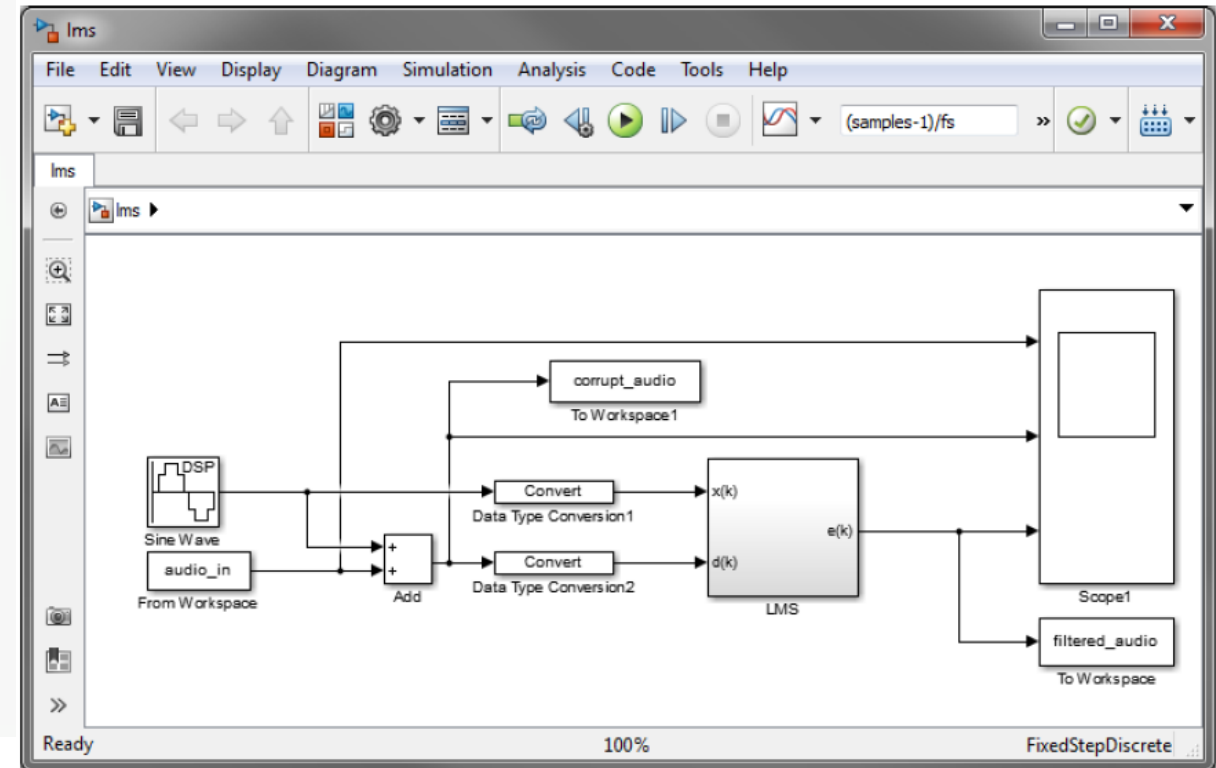 lms
File Edit View Display Diagram Simulation Analysis Code Tools Help
(samples-1)/fs »
lms
lms
corrupt_audio
To Workspace1
DSP
Sine Wave
Convert
Data Type Conversion1
x(k)
e(k)
audio_in
From Workspace
+
+
Add
Convert
Data Type Conversion2
d(k)
LMS
Scope1
filtered_audio
To Workspace
Ready 100% FixedStepDiscrete